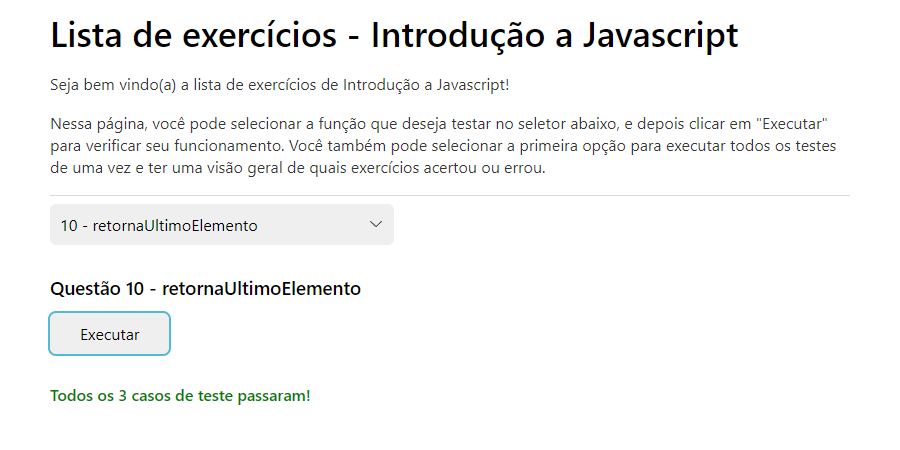 Lista de exercícios - Introdução a Javascript
Seja bem vindo(a) a lista de exercícios de Introdução a Javascript!
Nessa página, você pode selecionar a função que deseja testar no seletor abaixo, e depois clicar em "Executar"
para verificar seu funcionamento. Você também pode selecionar a primeira opção para executar todos os testes
de uma vez e ter uma visão geral de quais exercícios acertou ou errou.
10 - retornaUltimoElemento
Questão 10 - retornaUltimoElemento
Executar
Todos os 3 casos de teste passaram!